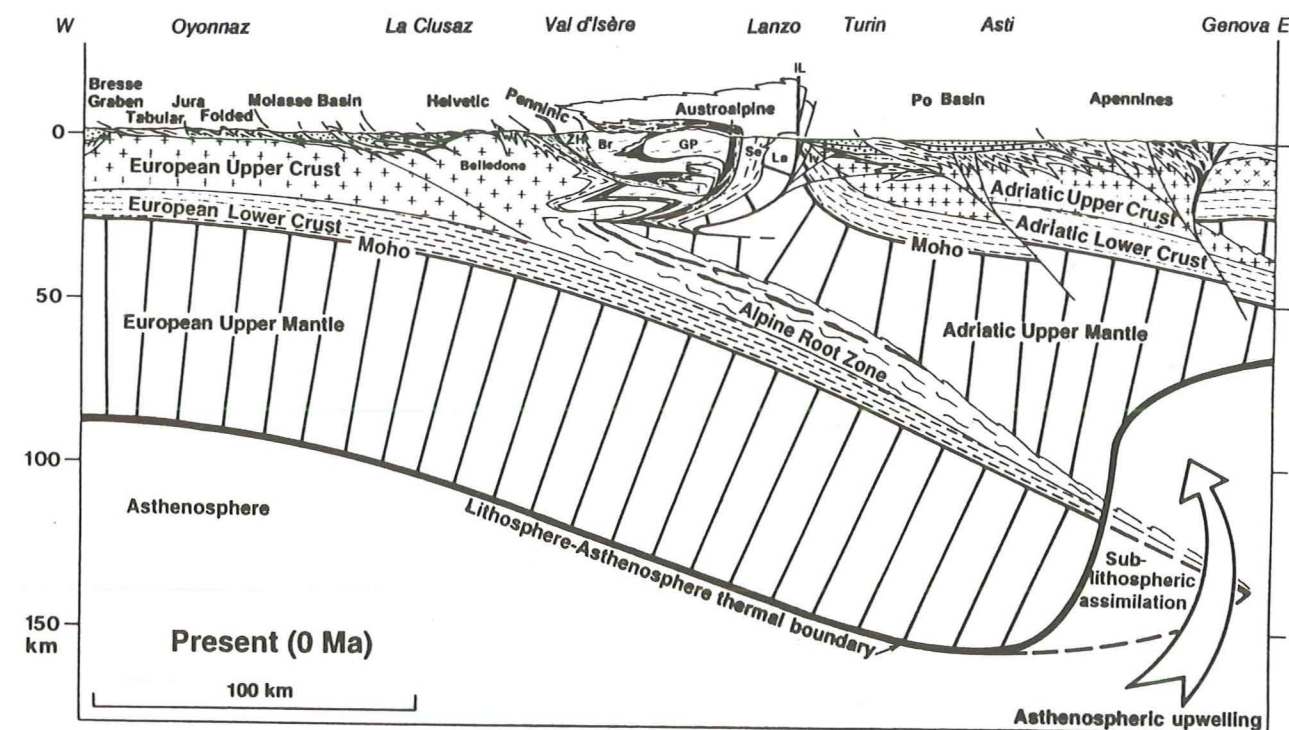 W Oyonnaz La Clusaz Val d'Isère Lanzo Turin Asti Genova E
IL
Bresse
Graben
Tabular
Jura
Folded
Molasse Basin
Helvetic
Penninic
Austroalpine
Po Basin
Apennines
0
ZH
Br
GP
Se
La
Iv
Belledone
European Upper Crust
European Lower Crust
Moho
Adriatic Upper Crust
Adriatic Lower Crust
Moho
50
European Upper Mantle
Alpine Root Zone
Adriatic Upper Mantle
100
Asthenosphere
Lithosphere-Asthenosphere thermal boundary
Sub-
lithospheric
assimilation
150
km
Present (0 Ma)
100 km
Asthenospheric upwelling